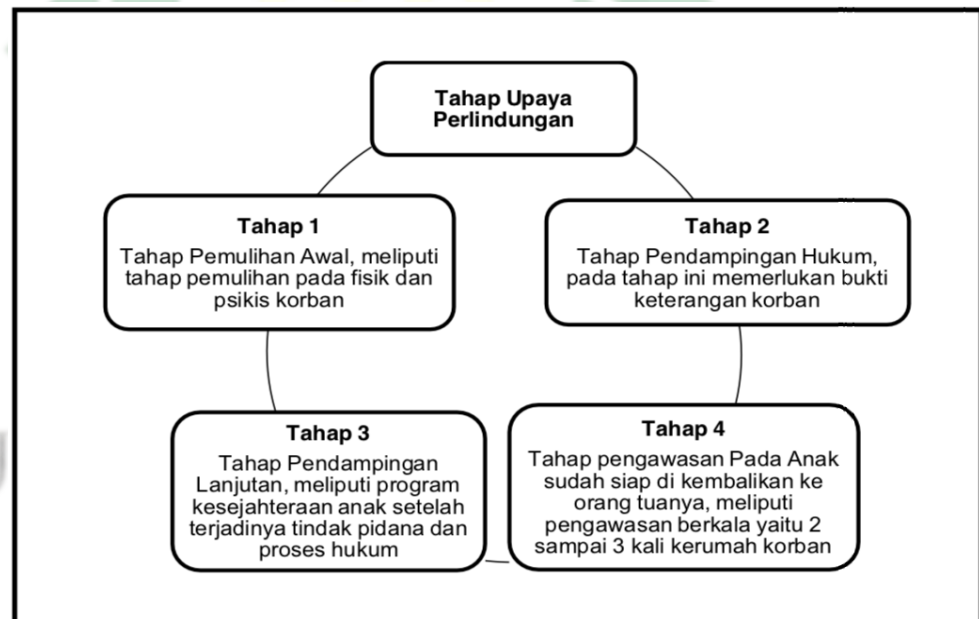 Tahap Upaya
Perlindungan
Tahap 1
Tahap Pemulihan Awal, meliputi
tahap pemulihan pada fisik dan
psikis korban
Tahap 2
Tahap Pendampingan Hukum,
pada tahap ini memerlukan bukti
keterangan korban
Tahap 3
Tahap Pendampingan
Lanjutan, meliputi program
kesejahteraan anak setelah
terjadinya tindak pidana dan
proses hukum
Tahap 4
Tahap pengawasan Pada Anak
sudah siap di kembalikan ke
orang tuanya, meliputi
pengawasan berkala yaitu 2
sampai 3 kali kerumah korban